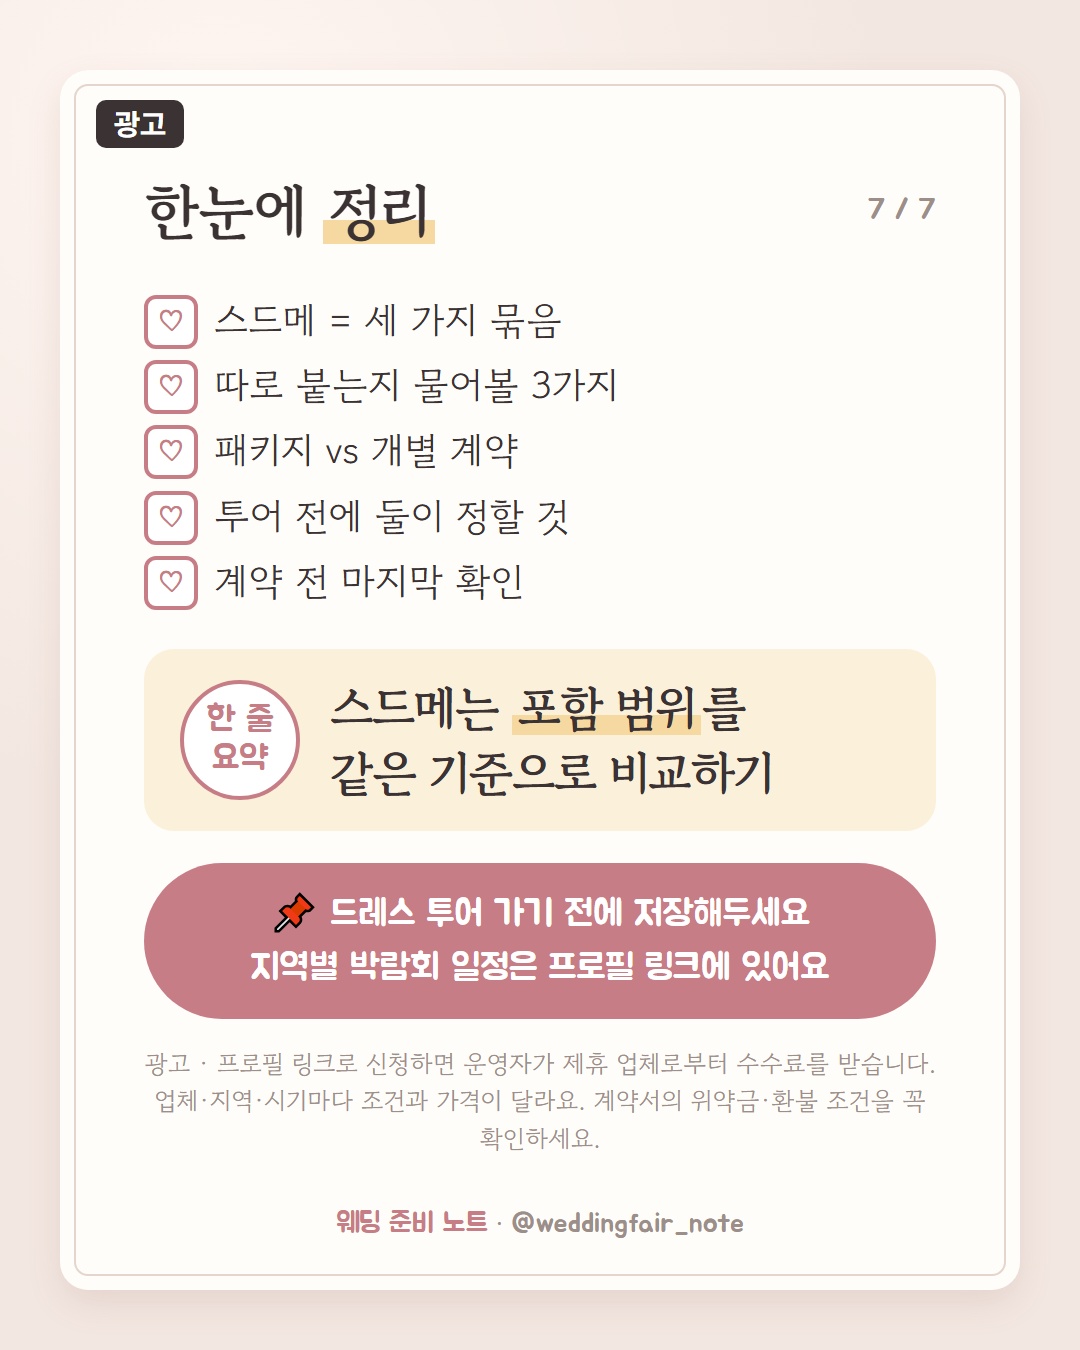 광고
한눈에 정리
7 / 7
♡ 스드메 = 세 가지 묶음
♡ 따로 붙는지 물어볼 3가지
♡ 패키지 vs 개별 계약
♡ 투어 전에 둘이 정할 것
♡ 계약 전 마지막 확인
한 줄
요약
스드메는 포함 범위를
같은 기준으로 비교하기
📌 드레스 투어 가기 전에 저장해두세요
지역별 박람회 일정은 프로필 링크에 있어요
광고 · 프로필 링크로 신청하면 운영자가 제휴 업체로부터 수수료를 받습니다.
업체·지역·시기마다 조건과 가격이 달라요. 계약서의 위약금·환불 조건을 꼭
확인하세요.
웨딩 준비 노트 · @weddingfair_note